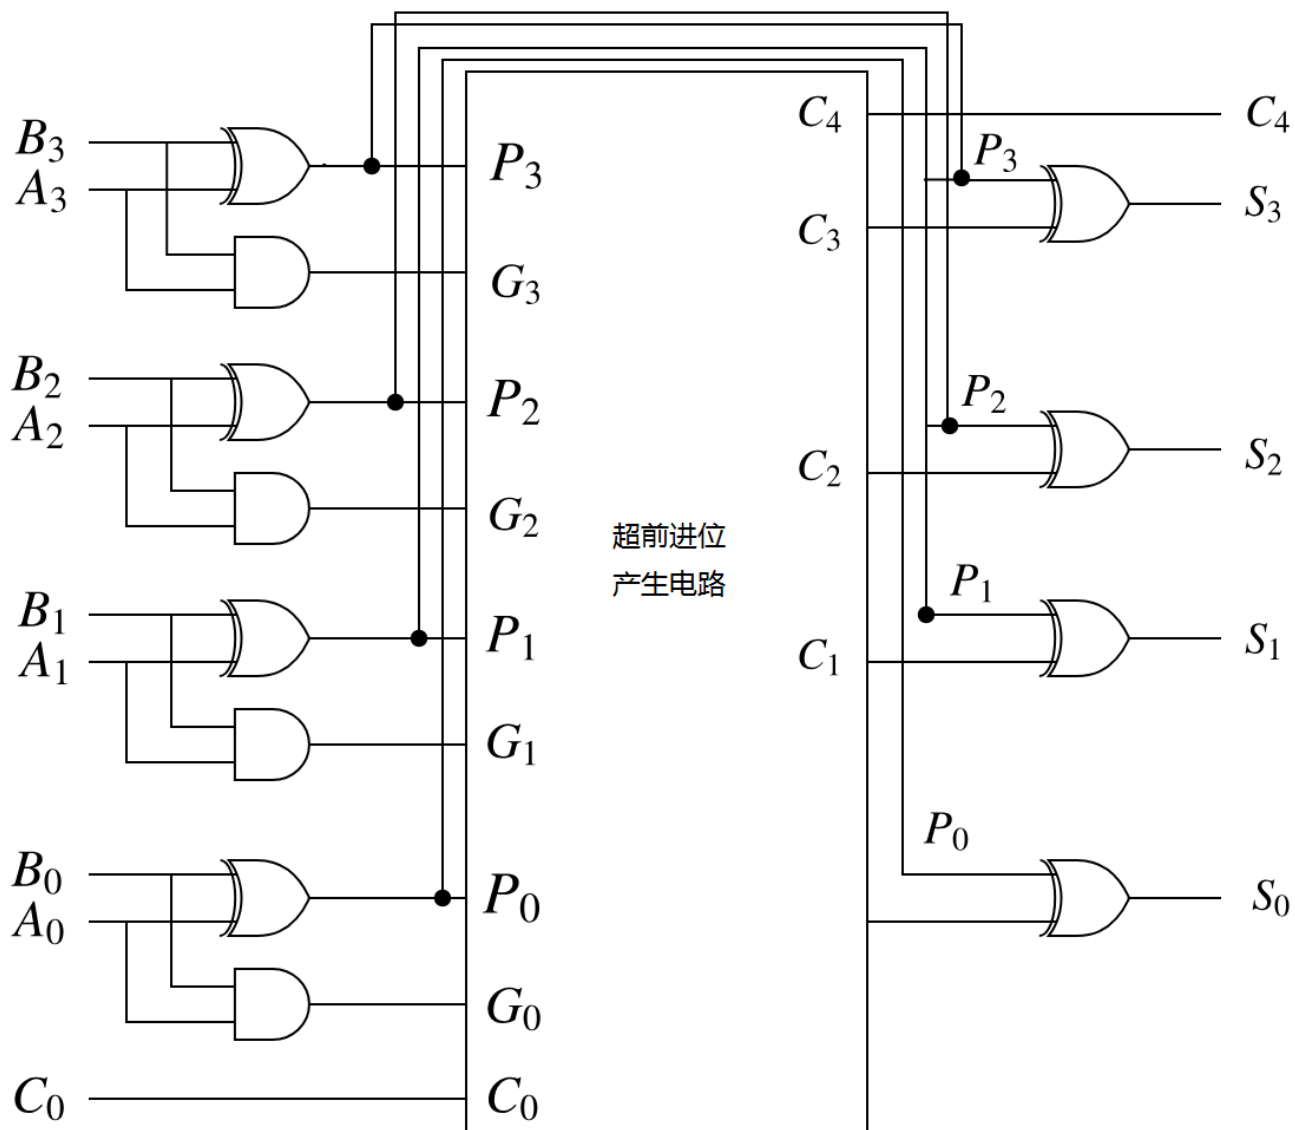 C₄
C₄
B₃
P₃
P₃
A₃
S₃
C₃
G₃
B₂
P₂
P₂
A₂
S₂
C₂
G₂
超前进位
产生电路
P₁
B₁
P₁
S₁
A₁
C₁
G₁
P₀
B₀
P₀
S₀
A₀
G₀
C₀
C₀